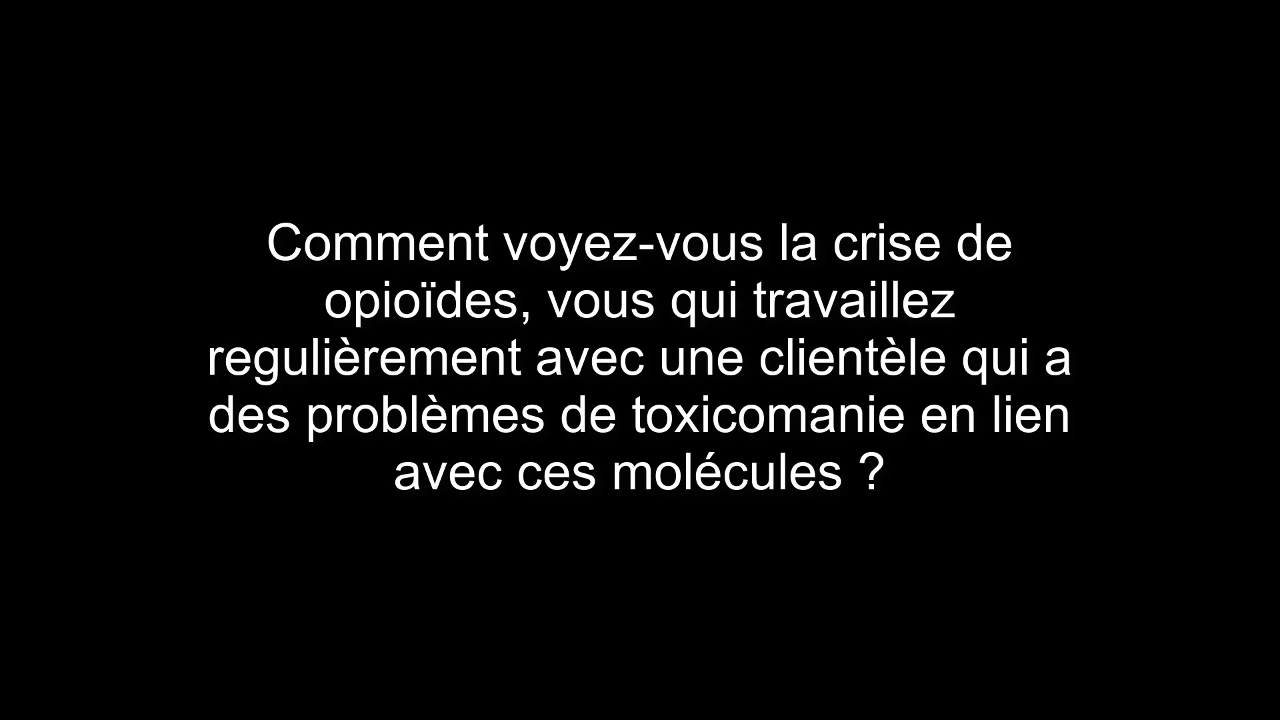 Comment voyez-vous la crise de
opioïdes, vous qui travaillez
regulièrement avec une clientèle qui a
des problèmes de toxicomanie en lien
avec ces molécules ?